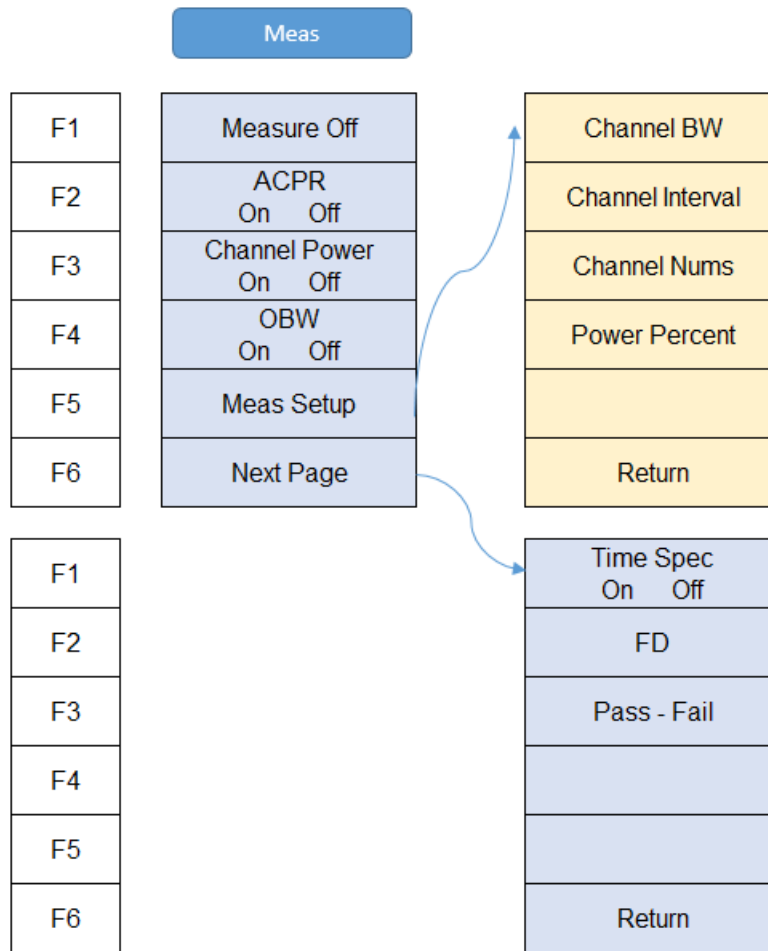 Meas
F1 Measure Off Channel BW
F2 ACPR Channel Interval
On Off
F3 Channel Power Channel Nums
On Off
F4 OBW Power Percent
On Off
F5 Meas Setup
F6 Next Page Return
F1 Time Spec
On Off
F2 FD
F3 Pass - Fail
F4
F5
F6 Return